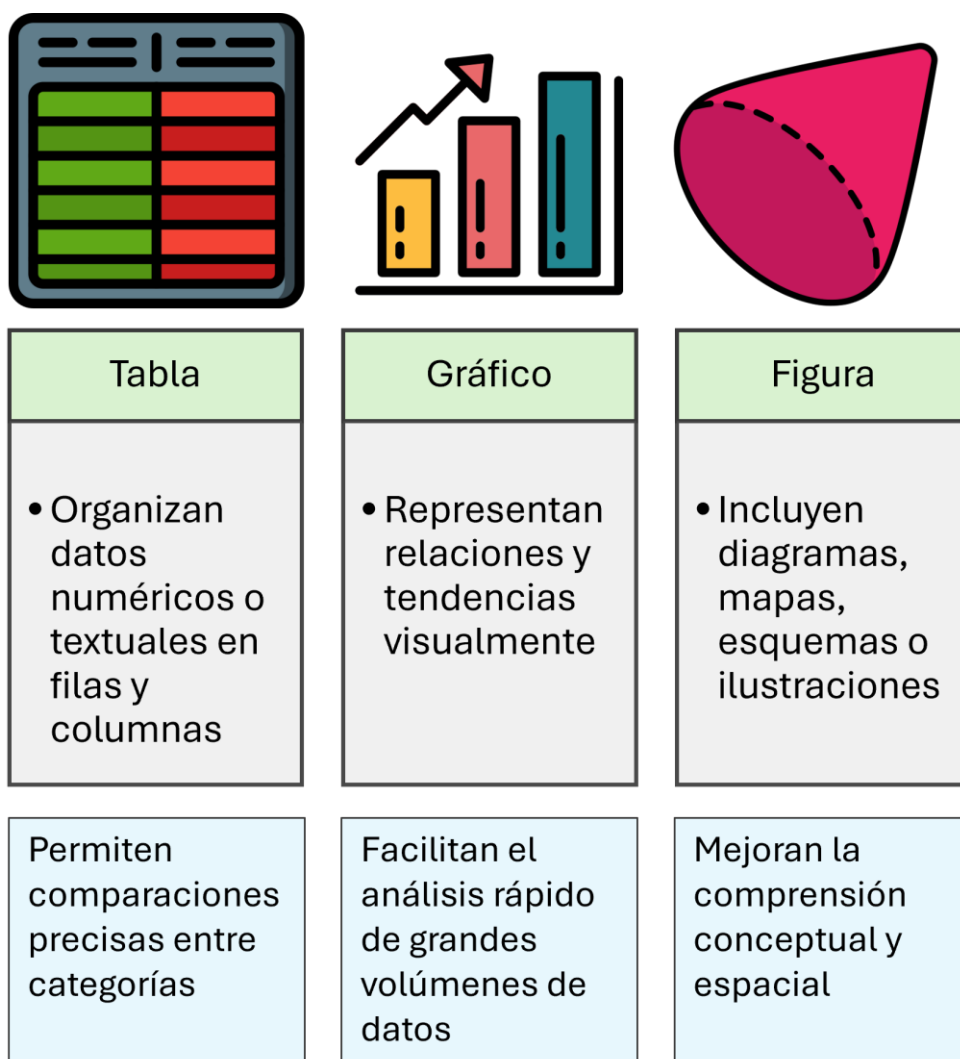 Tabla
Gráfico
Figura
• Organizan
datos
numéricos o
textuales en
filas y
columnas
• Representan
relaciones y
tendencias
visualmente
• Incluyen
diagramas,
mapas,
esquemas o
ilustraciones
Permiten
comparaciones
precisas entre
categorías
Facilitan el
análisis rápido
de grandes
volúmenes de
datos
Mejoran la
comprensión
conceptual y
espacial